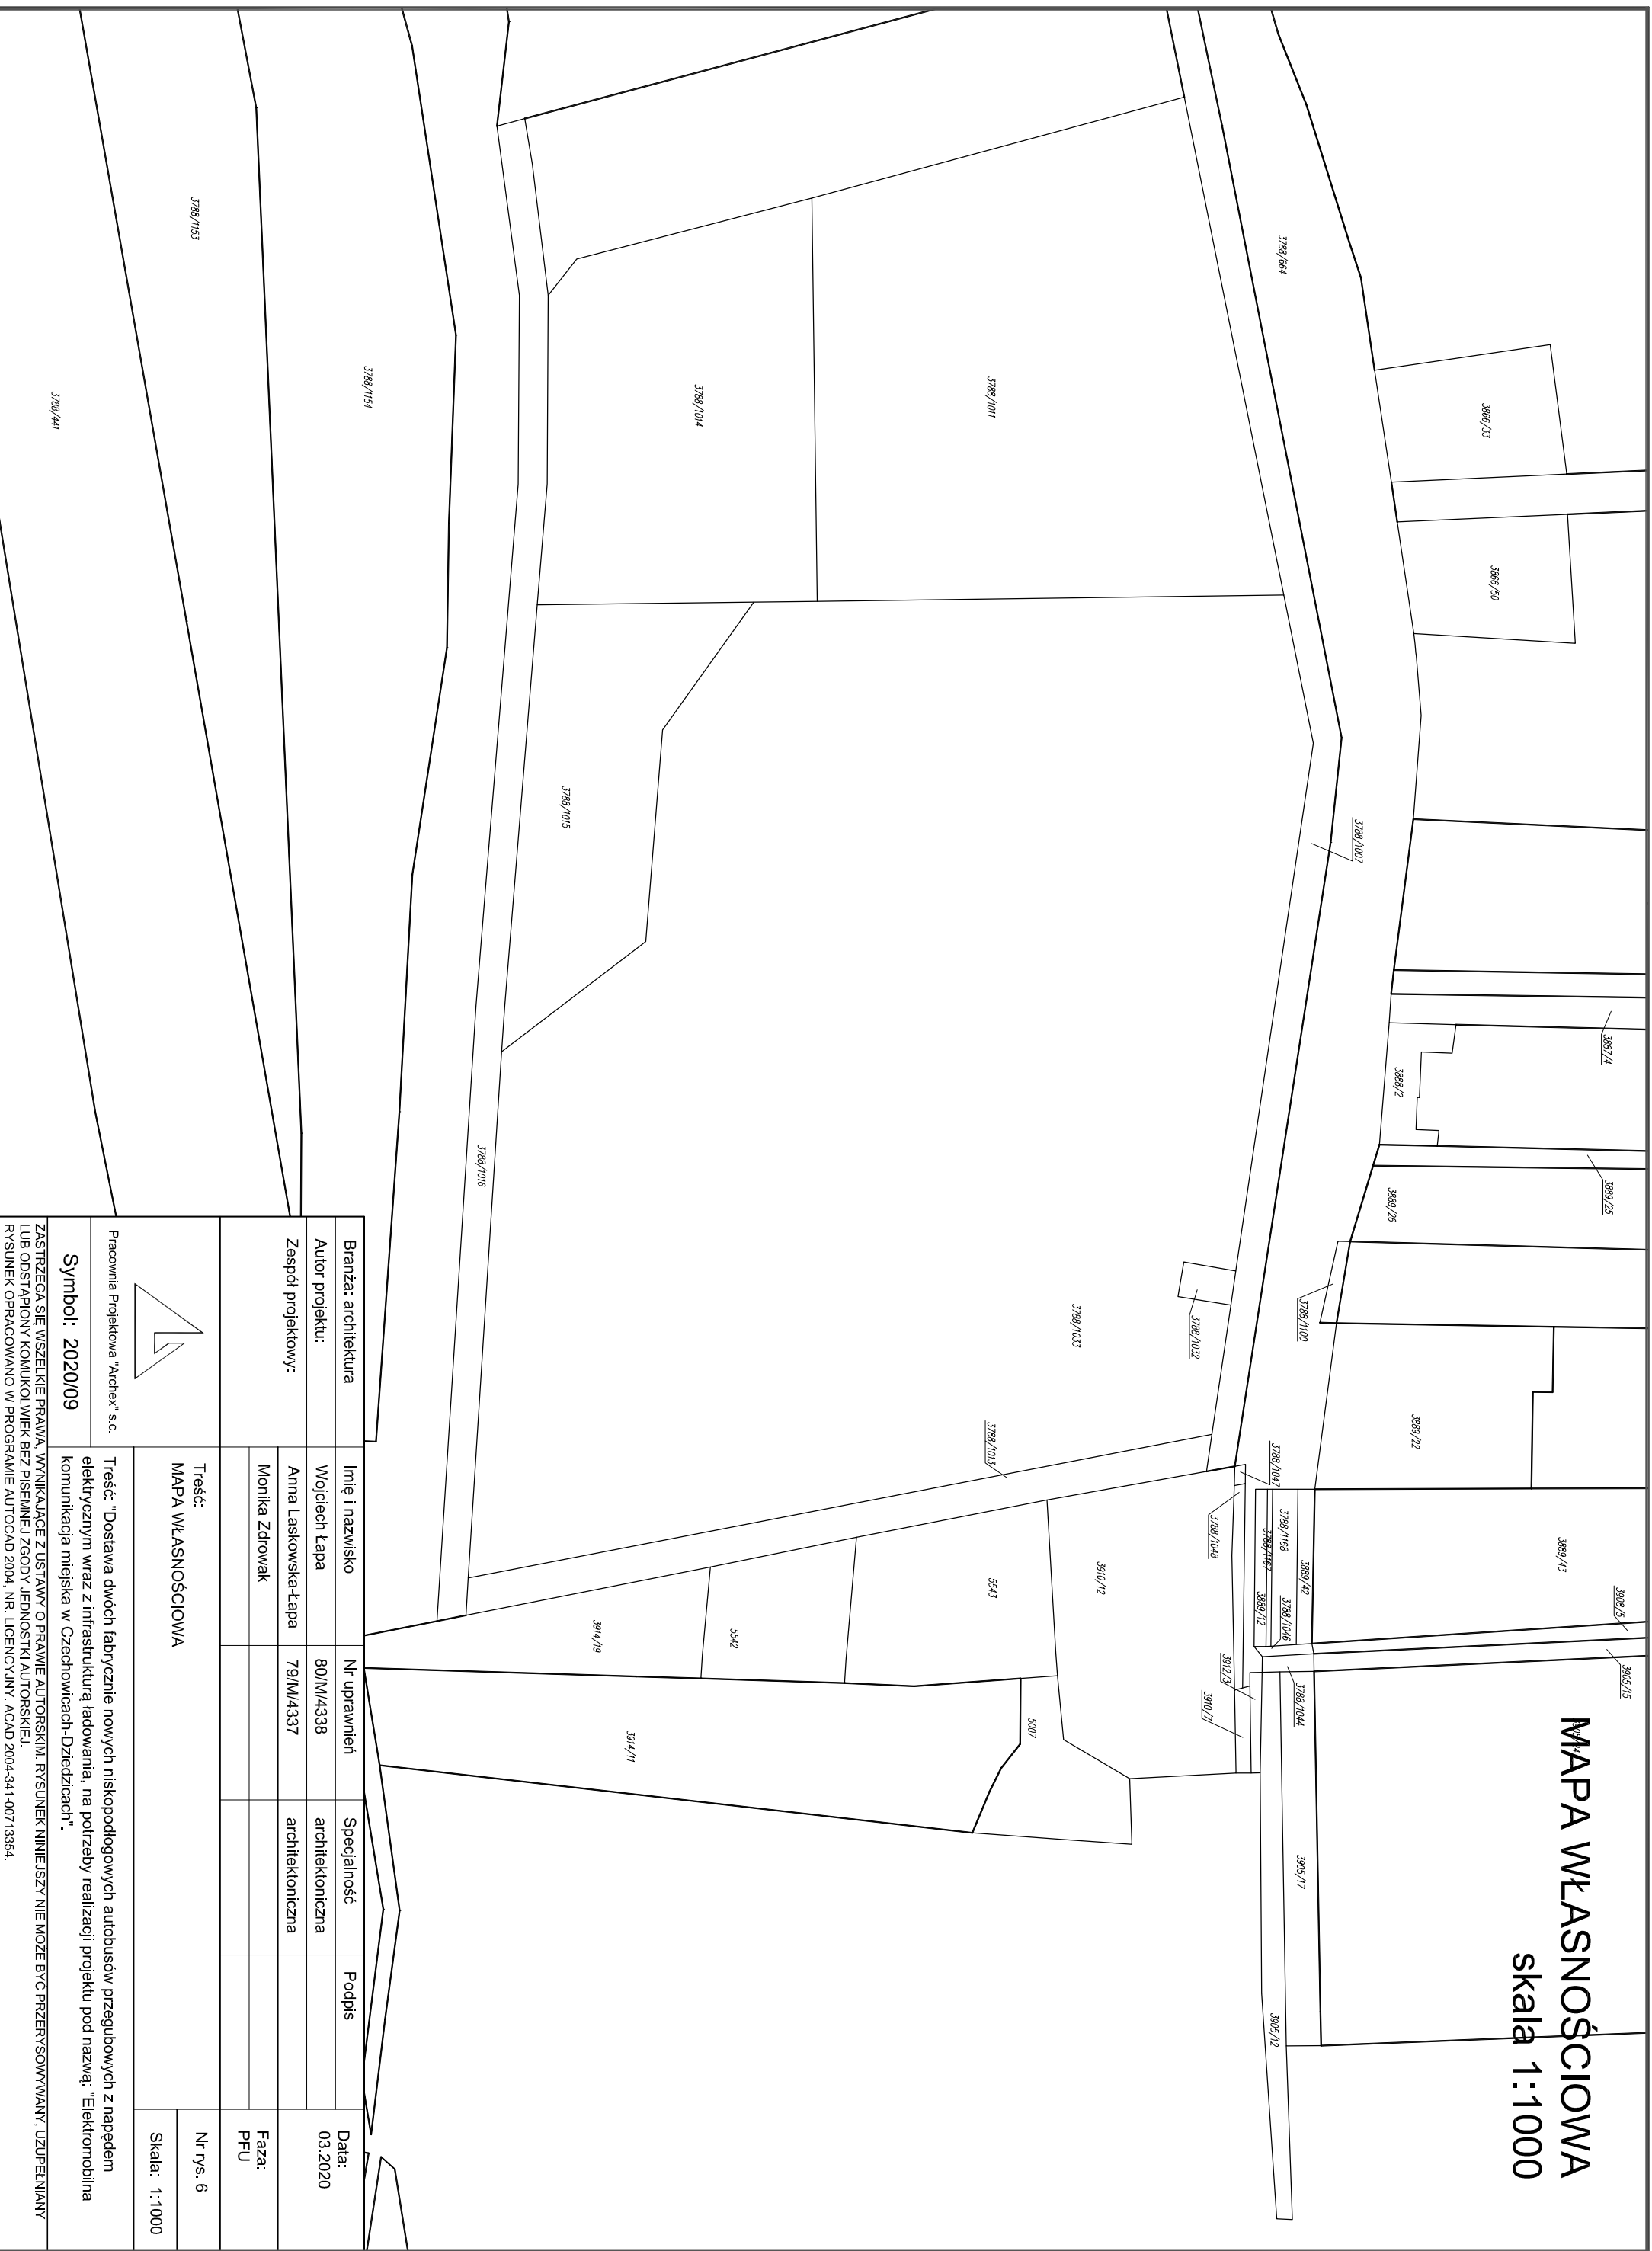 MAPA WŁASNOŚCIOWA
skala 1:1000
3788/664
3866/33
3866/50
3788/1007
3887/4
3888/2
3889/25
3889/26
3788/1100
3889/22
3889/43
3908/5
3905/15
3788/1047
3788/1168
3788/1167
3889/42
3889/12
3788/1046
3788/1044
3788/1048
3912/3
3910/7
3905/17
3905/12
3788/1011
3788/1014
3788/1015
3788/1033
3788/1032
3788/1013
3788/1016
3910/12
5543
5542
5007
3914/19
3914/11
3788/1154
3788/1153
3788/441
Branża: architektura
Imię i nazwisko
Nr uprawnień
Specjalność
Podpis
Data:
03.2020
Autor projektu:
Wojciech Łapa
80/M/4338
architektoniczna
Zespół projektowy:
Anna Laskowska-Łapa
79/M/4337
architektoniczna
Monika Zdrowak
Faza:
PFU
Treść:
MAPA WŁASNOŚCIOWA
Nr rys. 6
Skala: 1:1000
Pracownia Projektowa "Archex" s.c.
Symbol: 2020/09
Treść: "Dostawa dwóch fabrycznie nowych niskopodłogowych autobusów przegubowych z napędem
elektrycznym wraz z infrastrukturą ładowania, na potrzeby realizacji projektu pod nazwą: "Elektromobilna
komunikacja miejska w Czechowicach-Dziedzicach".
ZASTRZEGA SIĘ WSZELKIE PRAWA, WYNIKAJĄCE Z USTAWY O PRAWIE AUTORSKIM. RYSUNEK NINIEJSZY NIE MOŻE BYĆ PRZERYSOWYWANY, UZUPEŁNIANY
LUB ODSTĄPIONY KOMUKOLWIEK BEZ PISEMNEJ ZGODY JEDNOSTKI AUTORSKIEJ.
RYSUNEK OPRACOWANO W PROGRAMIE AUTOCAD 2004, NR. LICENCYJNY. ACAD 2004-341-00713354.